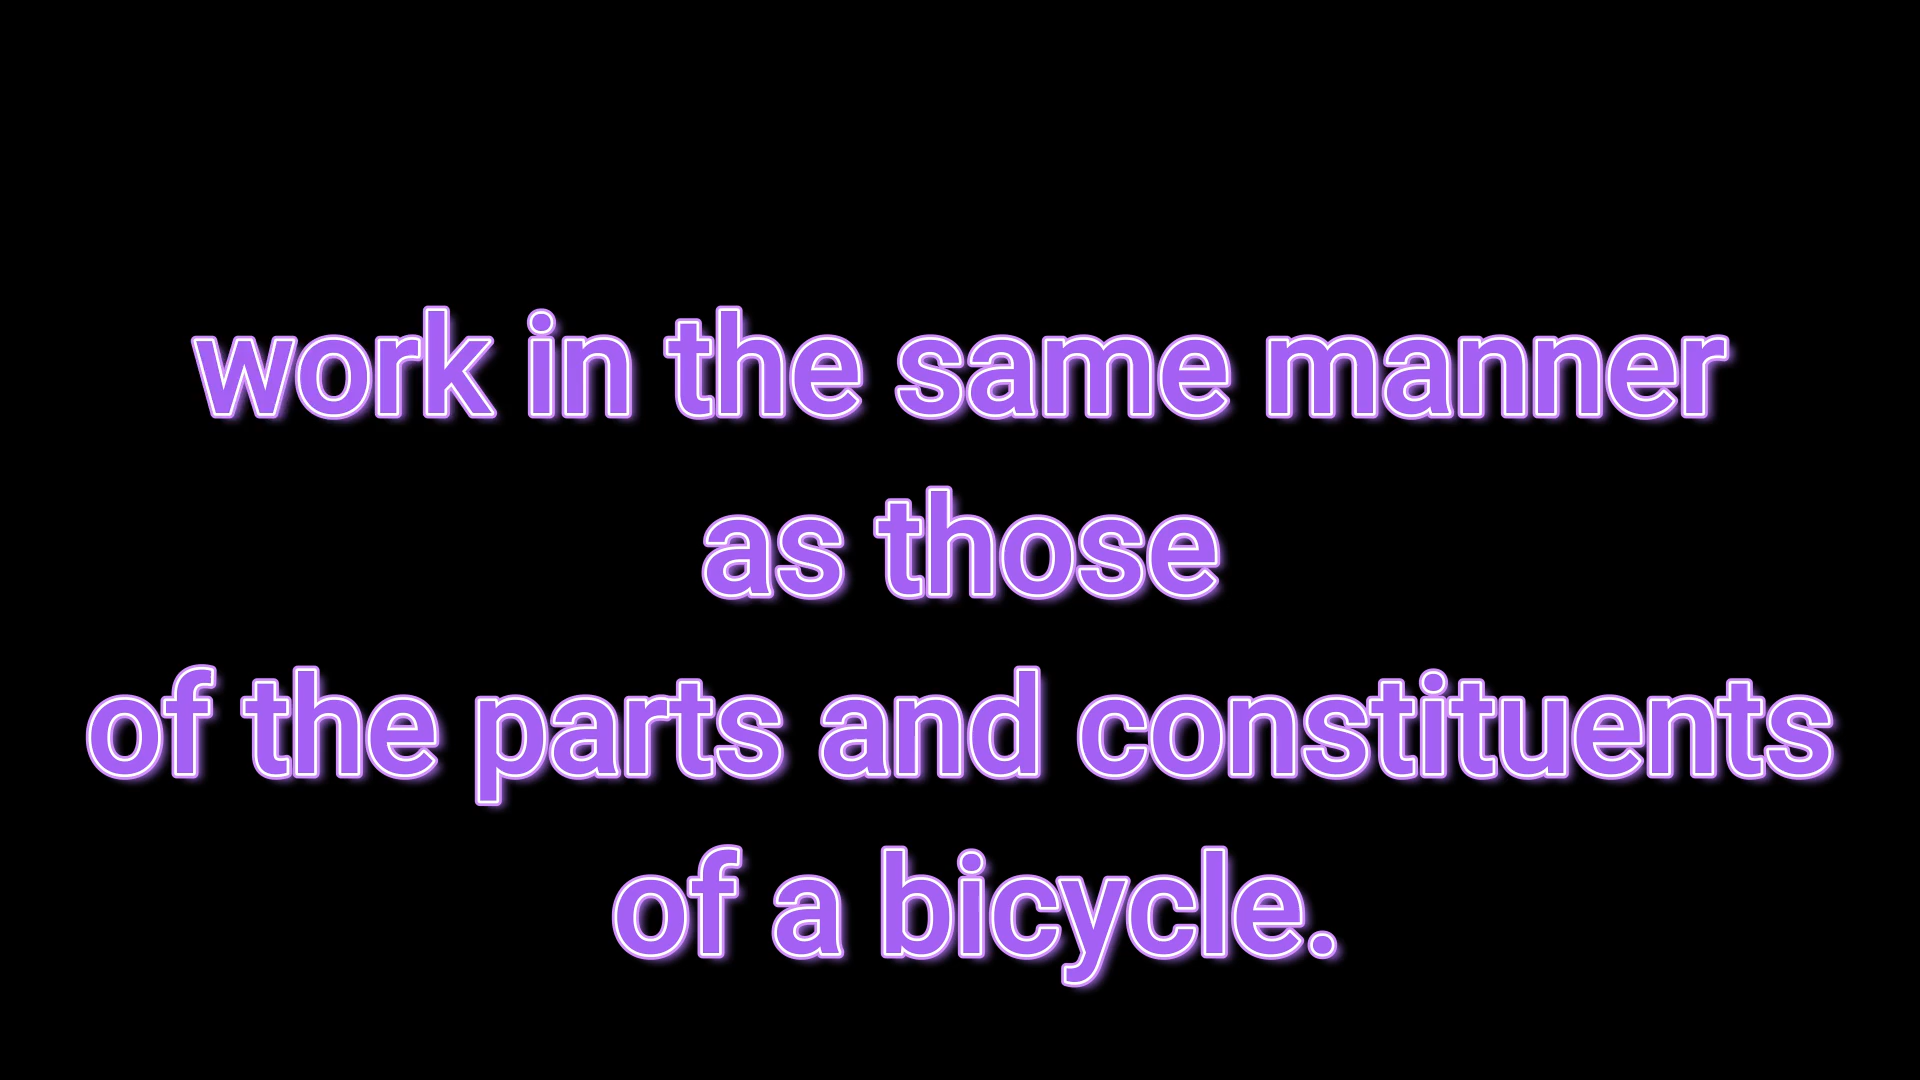 work in the same manner
as those
of the parts and constituents
of a bicycle.